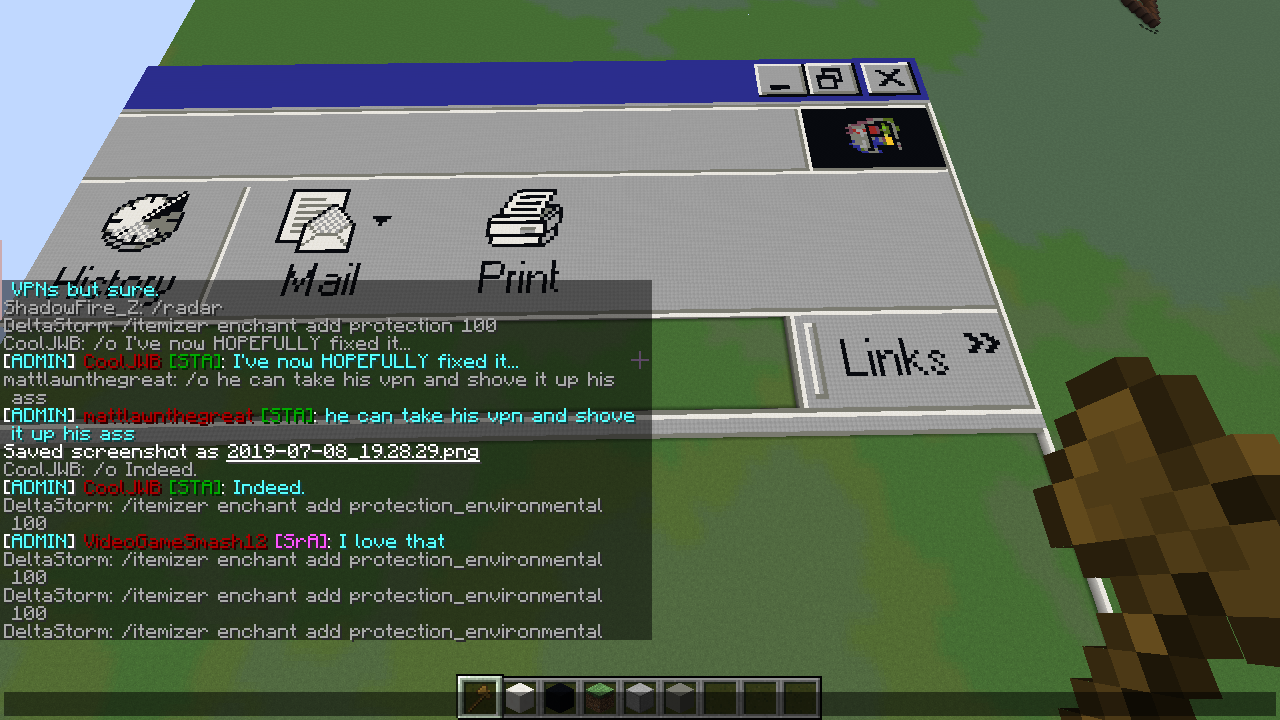 History
Mail
Print
Links
VPNs but sure.
ShadowFire_Z: /radar
DeltaStorm: /itemizer enchant add protection 100
CoolJWB: /o I've now HOPEFULLY fixed it...
[ADMIN] CoolJWB [STA]: I've now HOPEFULLY fixed it...
mattlawnthegreat: /o he can take his vpn and shove it up his
ass
[ADMIN] mattlawnthegreat [STA]: he can take his vpn and shove
it up his ass
Saved screenshot as 2019-07-08_19.28.29.png
CoolJWB: /o Indeed.
[ADMIN] CoolJWB [STA]: Indeed.
DeltaStorm: /itemizer enchant add protection_environmental
100
[ADMIN] VideoGameSmash12 [SrA]: I love that
DeltaStorm: /itemizer enchant add protection_environmental
100
DeltaStorm: /itemizer enchant add protection_environmental
100
DeltaStorm: /itemizer enchant add protection_environmental